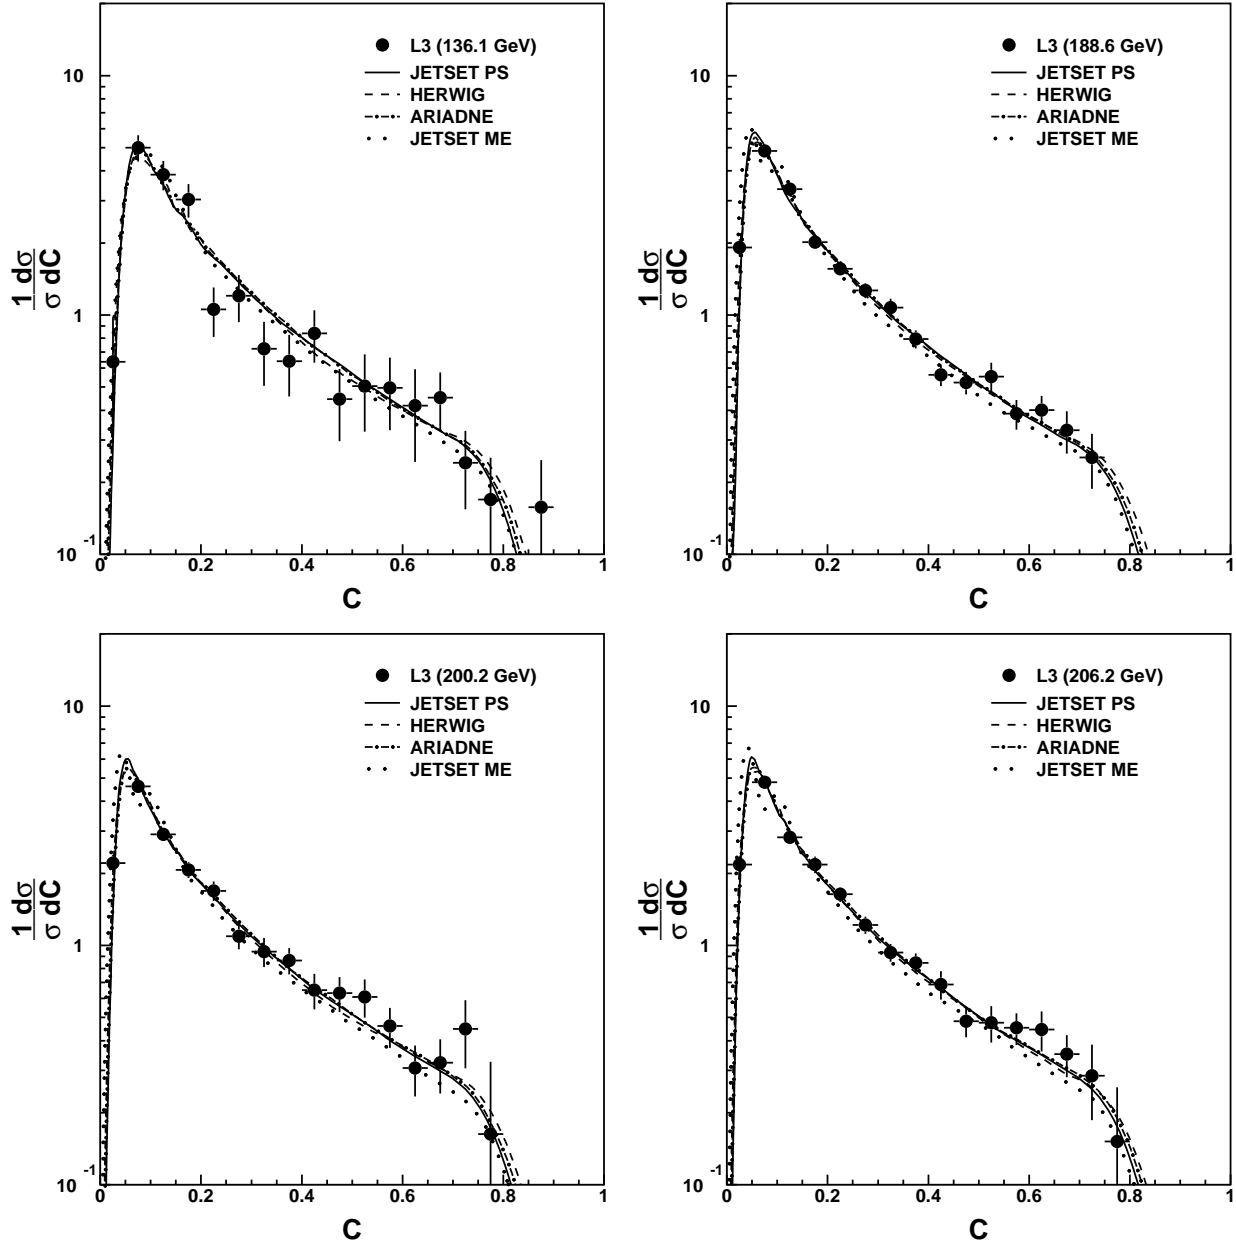 L3 (136.1 GeV)
JETSET PS
HERWIG
ARIADNE
JETSET ME
10
1
10 -1
1 dσ
σ dC
0 0.2 0.4 0.6 0.8 1
C
L3 (188.6 GeV)
JETSET PS
HERWIG
ARIADNE
JETSET ME
10
1
10 -1
1 dσ
σ dC
0 0.2 0.4 0.6 0.8 1
C
L3 (200.2 GeV)
JETSET PS
HERWIG
ARIADNE
JETSET ME
10
1
10 -1
1 dσ
σ dC
0 0.2 0.4 0.6 0.8 1
C
L3 (206.2 GeV)
JETSET PS
HERWIG
ARIADNE
JETSET ME
10
1
10 -1
1 dσ
σ dC
0 0.2 0.4 0.6 0.8 1
C